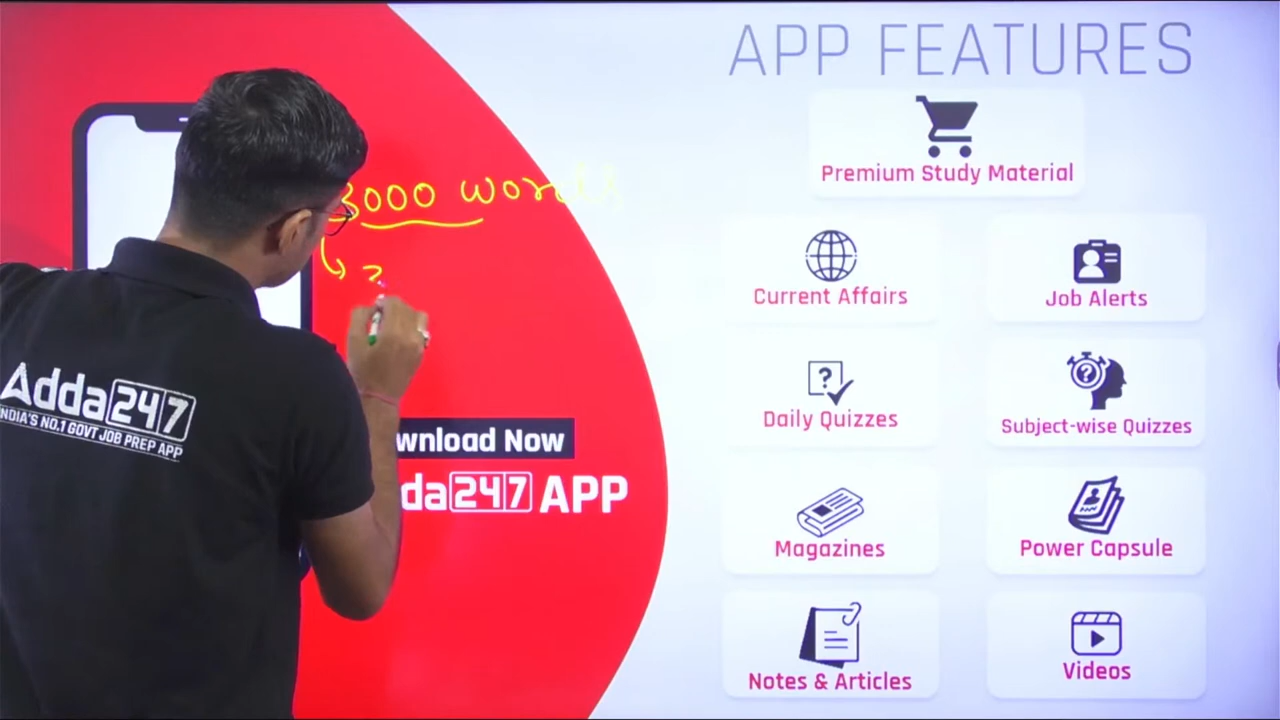 APP FEATURES
Premium Study Material
3000 words
Current Affairs
Job Alerts
Daily Quizzes
Subject-wise Quizzes
Adda247
INDIA'S NO.1 GOVT JOB PREP APP
wnload Now
da247 APP
Magazines
Power Capsule
Notes & Articles
Videos